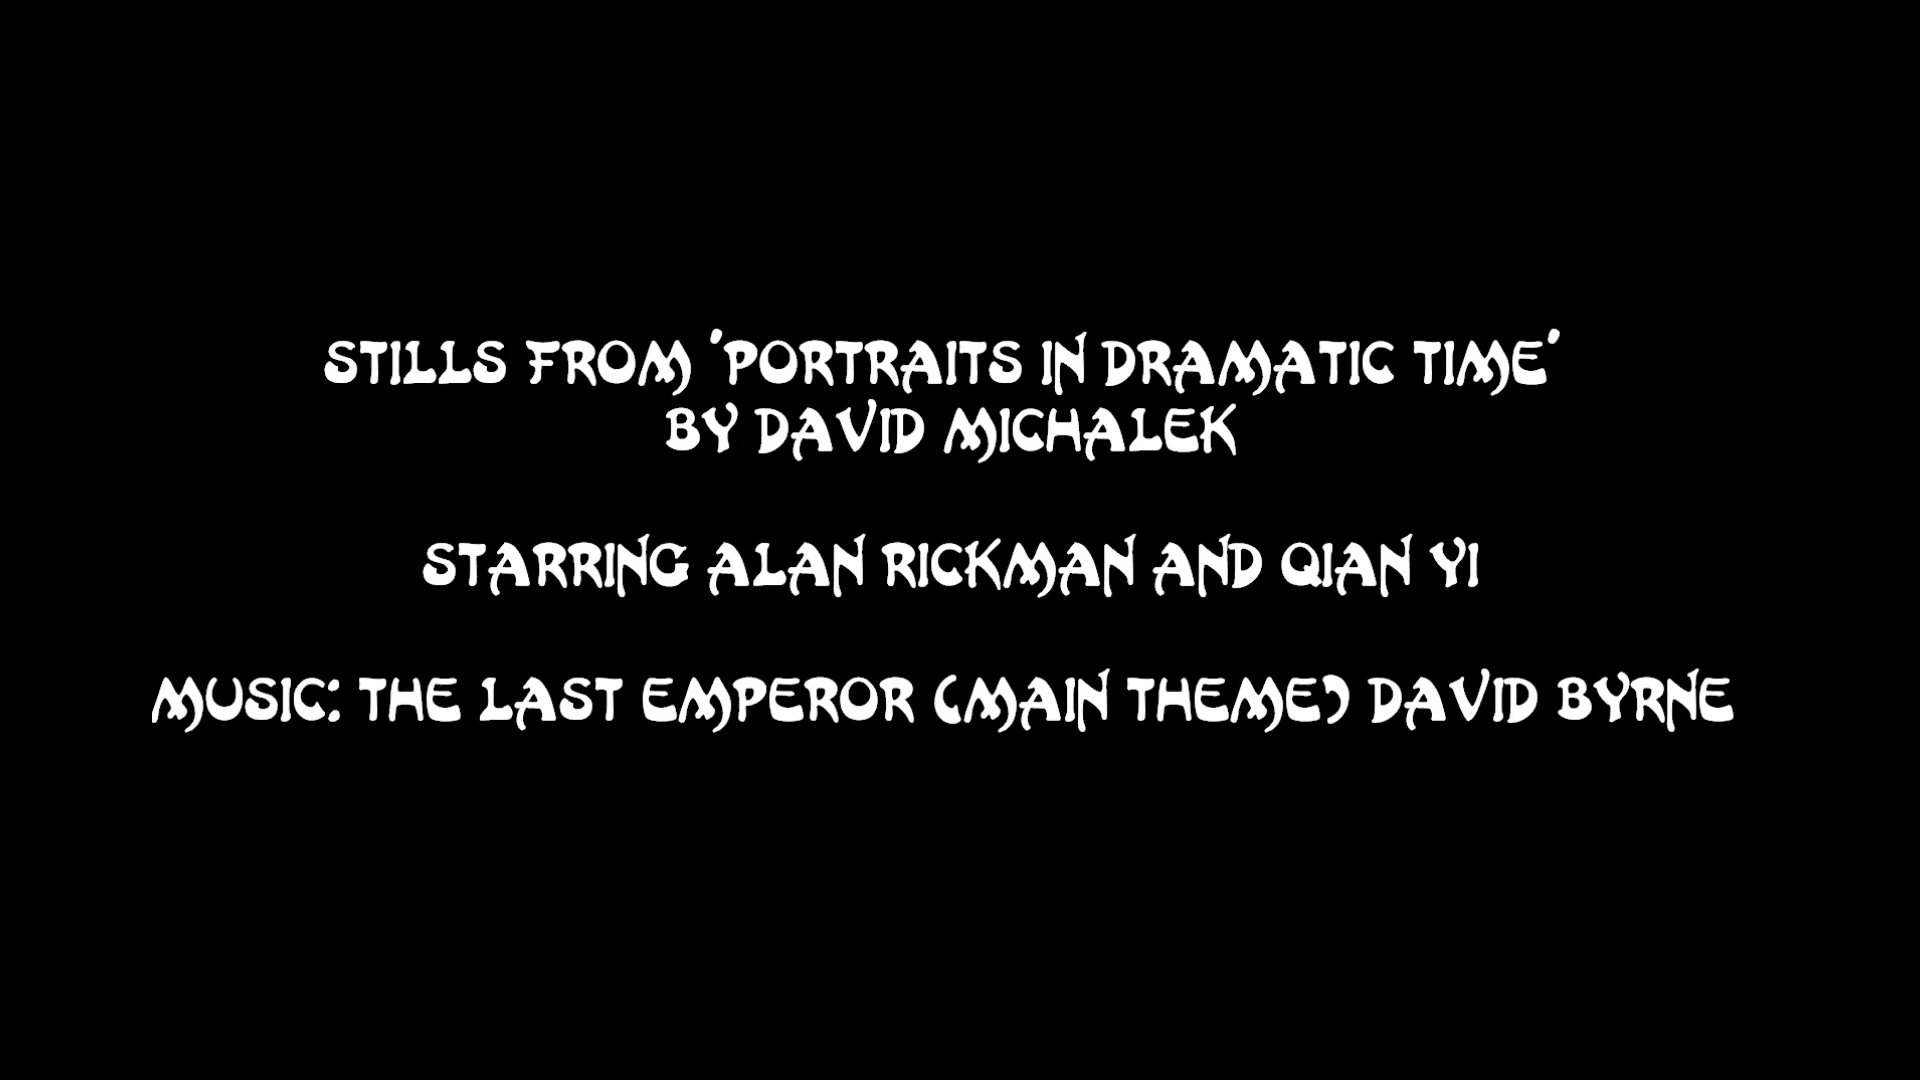 STILLS FROM 'PORTRAITS IN DRAMATIC TIME'
BY DAVID MICHALEK
STARRING ALAN RICKMAN AND QIAN YI
MUSIC: THE LAST EMPEROR (MAIN THEME) DAVID BYRNE